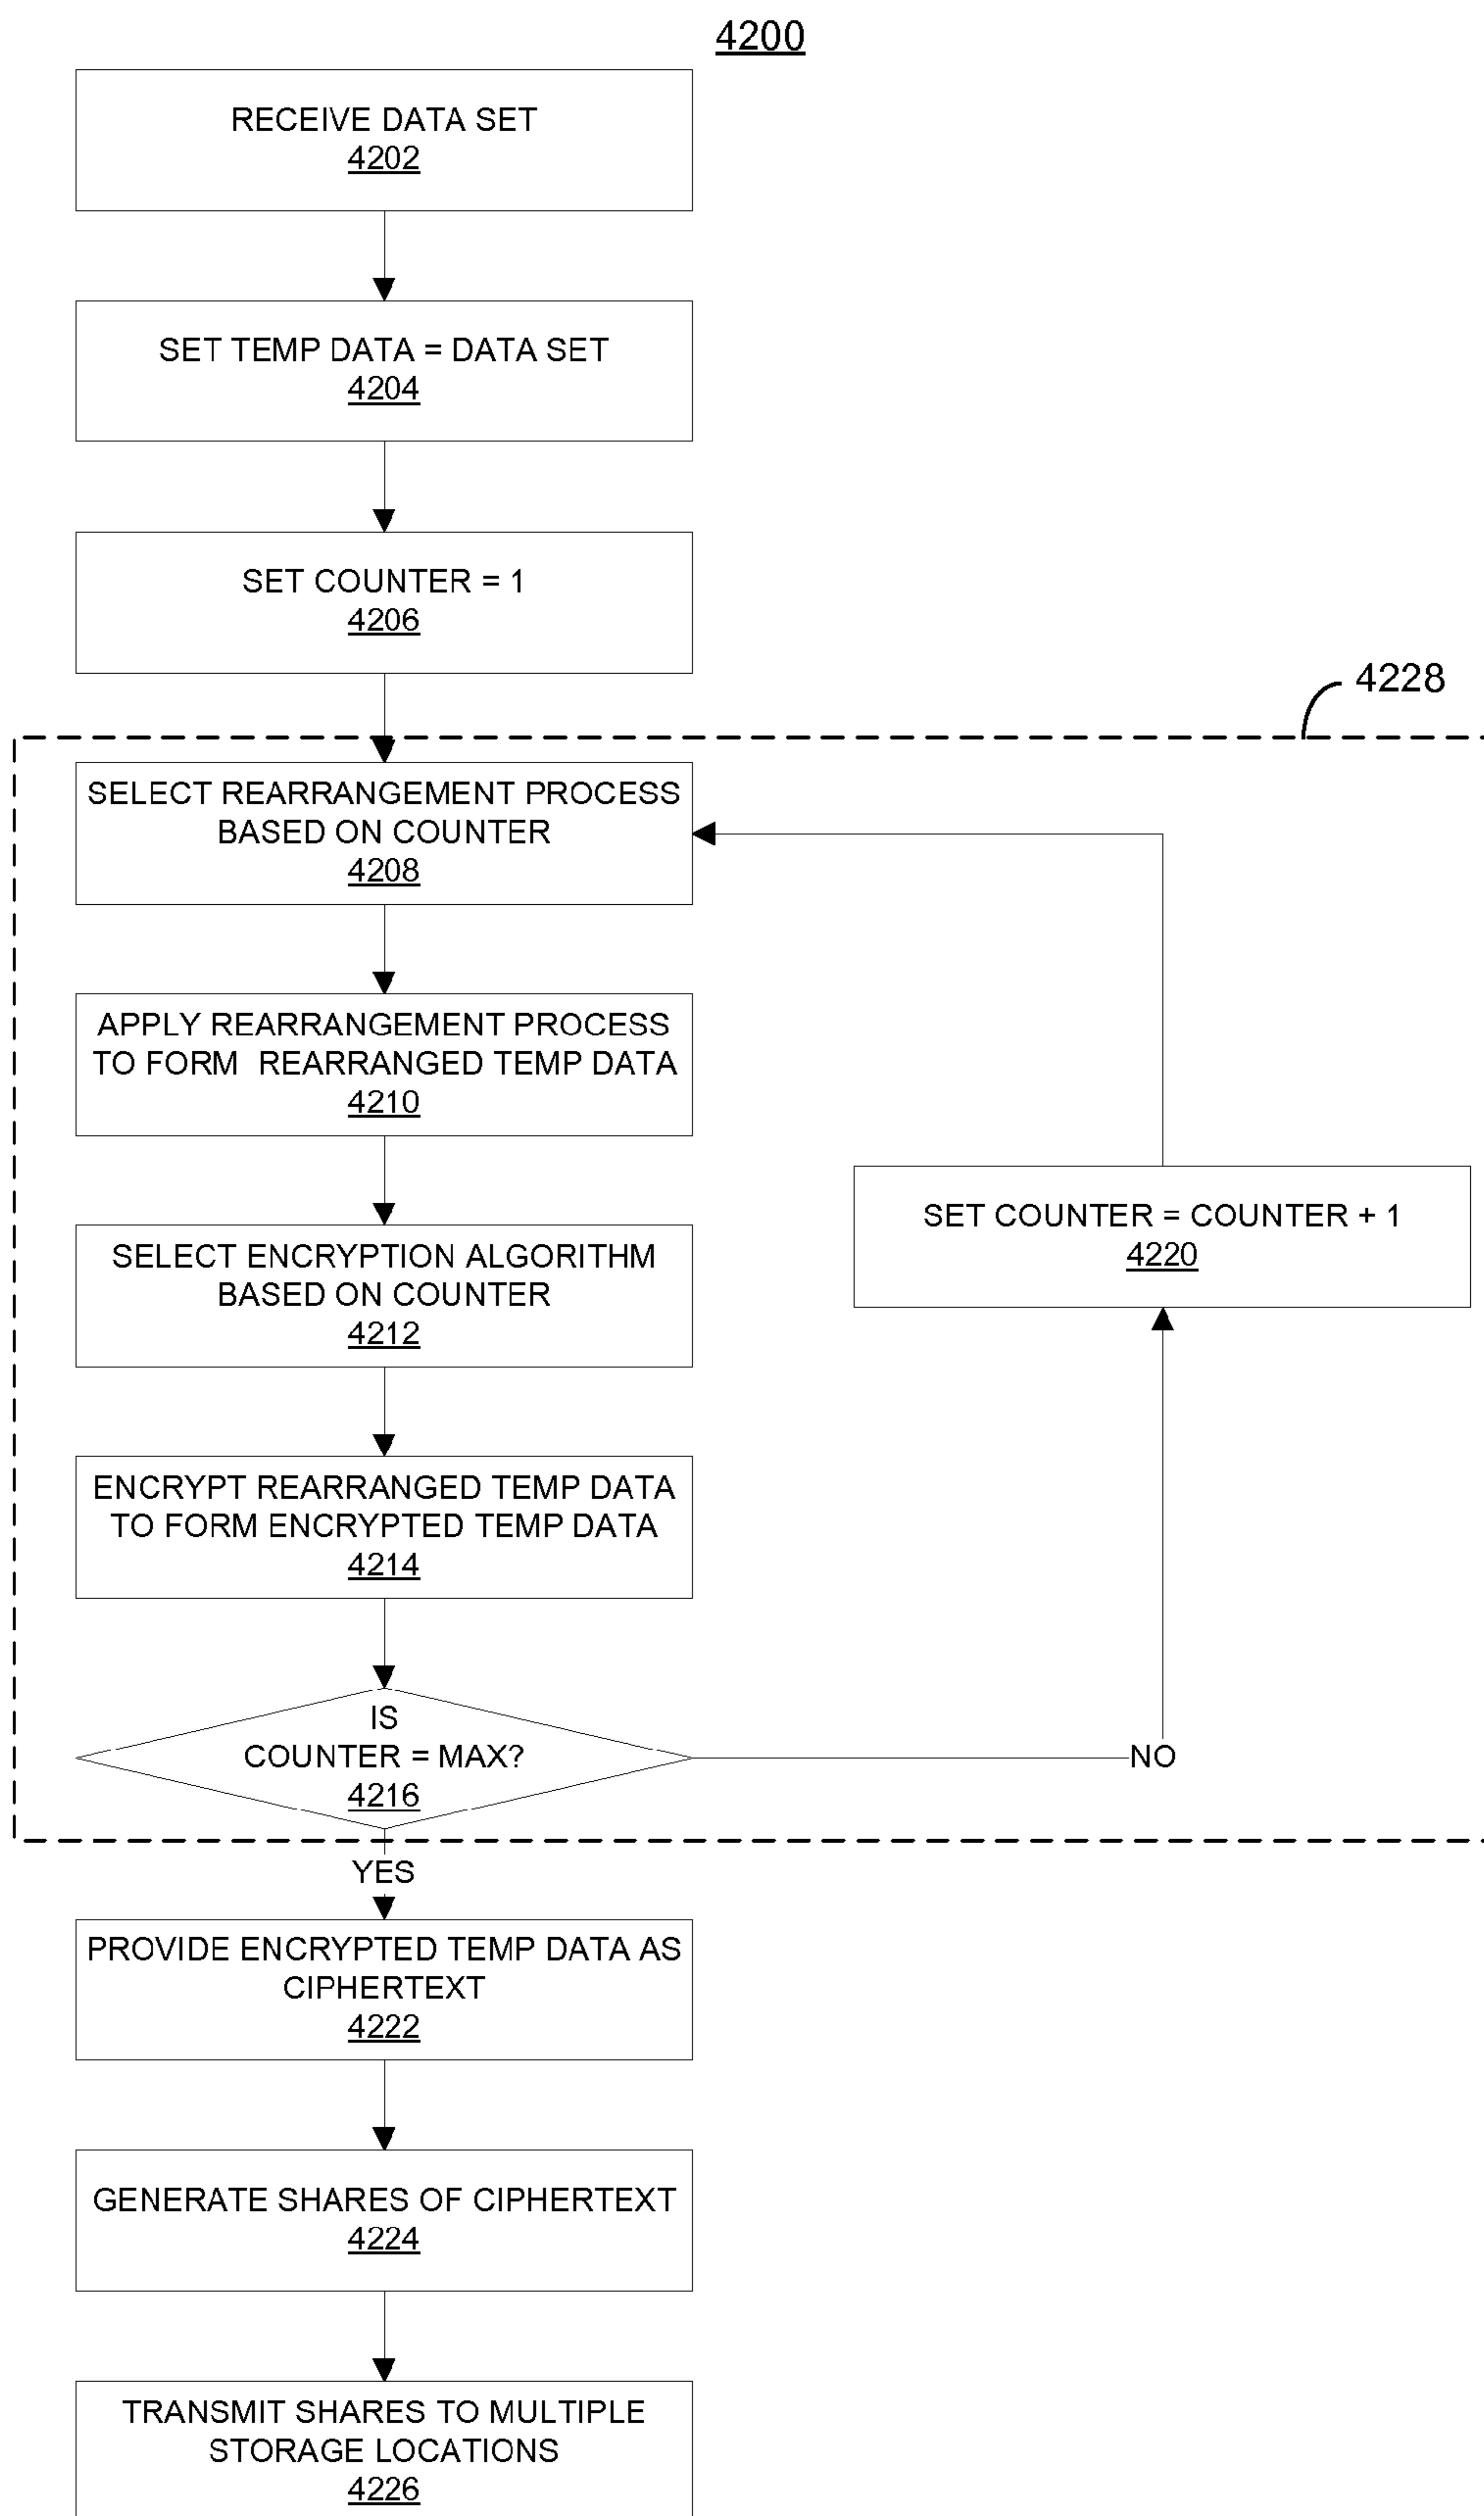 4200
RECEIVE DATA SET
4202
SET TEMP DATA = DATA SET
4204
SET COUNTER = 1
4206
4228
SELECT REARRANGEMENT PROCESS
BASED ON COUNTER
4208
APPLY REARRANGEMENT PROCESS
TO FORM REARRANGED TEMP DATA
4210
SELECT ENCRYPTION ALGORITHM
BASED ON COUNTER
4212
SET COUNTER = COUNTER + 1
4220
ENCRYPT REARRANGED TEMP DATA
TO FORM ENCRYPTED TEMP DATA
4214
IS
COUNTER = MAX?
4216
NO
YES
PROVIDE ENCRYPTED TEMP DATA AS
CIPHERTEXT
4222
GENERATE SHARES OF CIPHERTEXT
4224
TRANSMIT SHARES TO MULTIPLE
STORAGE LOCATIONS
4226